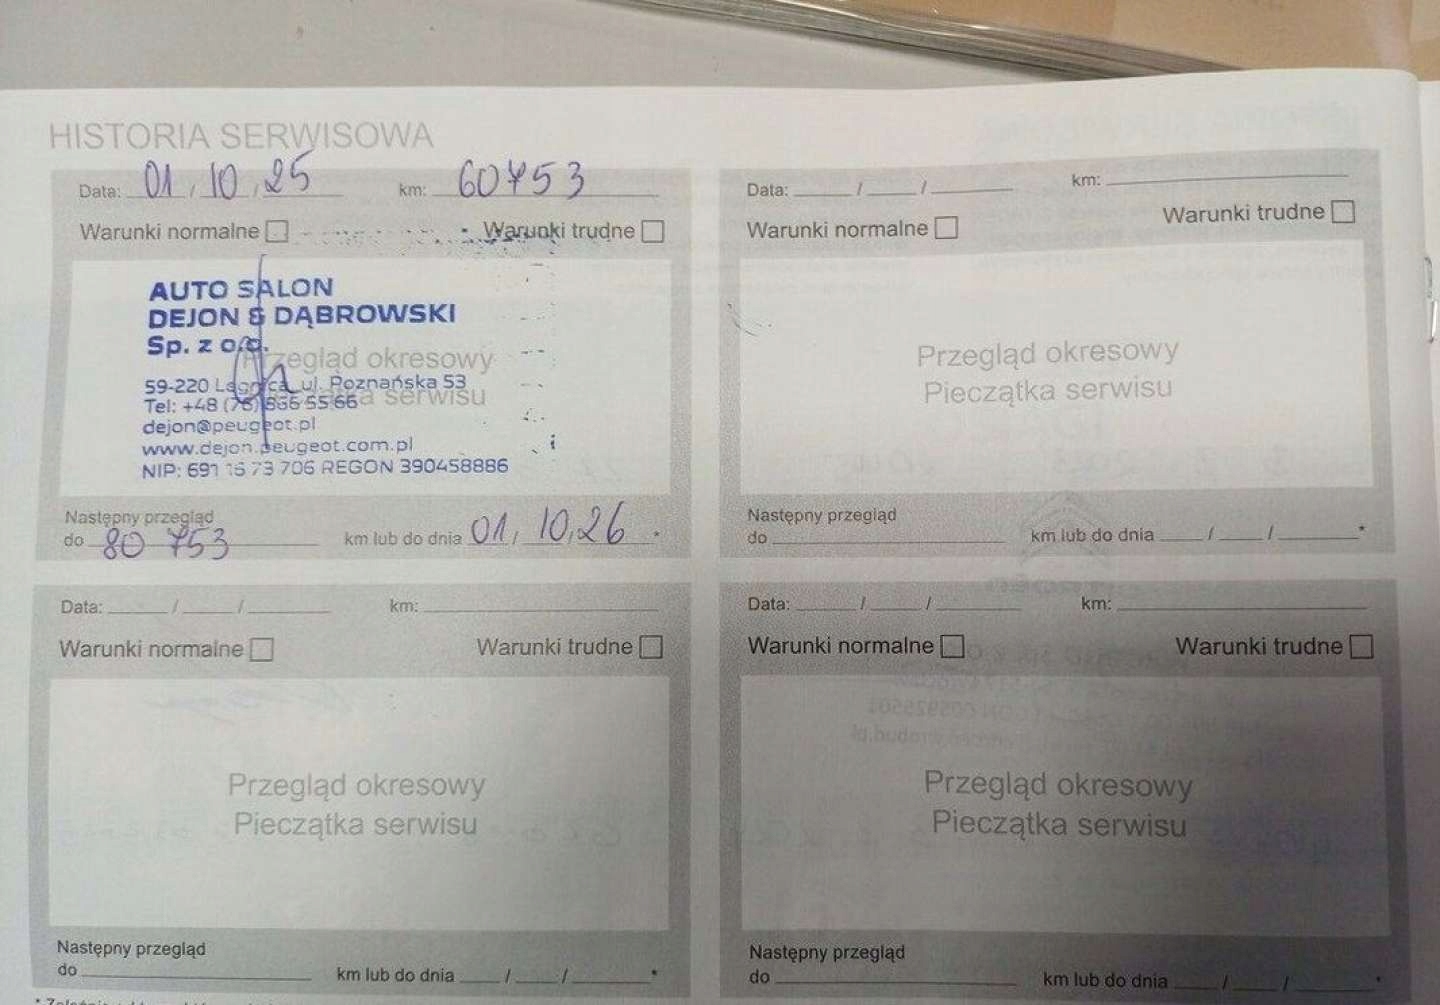 HISTORIA SERWISOWA
Data: 01 / 10 / 25 km: 60753
Warunki normalne Warunki trudne
AUTO SALON
DEJON & DĄBROWSKI
Sp. z o.o.
Przegląd okresowy
59-220 Legnica, ul. Poznańska 53
serwisu
Tel: +48 (76) 856 55 66
dejon@peugeot.pl
www.dejon.peugeot.com.pl
NIP: 691 16 73 706 REGON 390458886
Następny przegląd
do 80 753 km lub do dnia 01 / 10 / 26 *
Data: / / km:
Warunki normalne Warunki trudne
Przegląd okresowy
Pieczątka serwisu
Następny przegląd
do km lub do dnia / / *
Data: / / km:
Warunki normalne Warunki trudne
Przegląd okresowy
Pieczątka serwisu
Następny przegląd
do km lub do dnia / / *
Data: / / km:
Warunki normalne Warunki trudne
Przegląd okresowy
Pieczątka serwisu
Następny przegląd
do km lub do dnia / / *